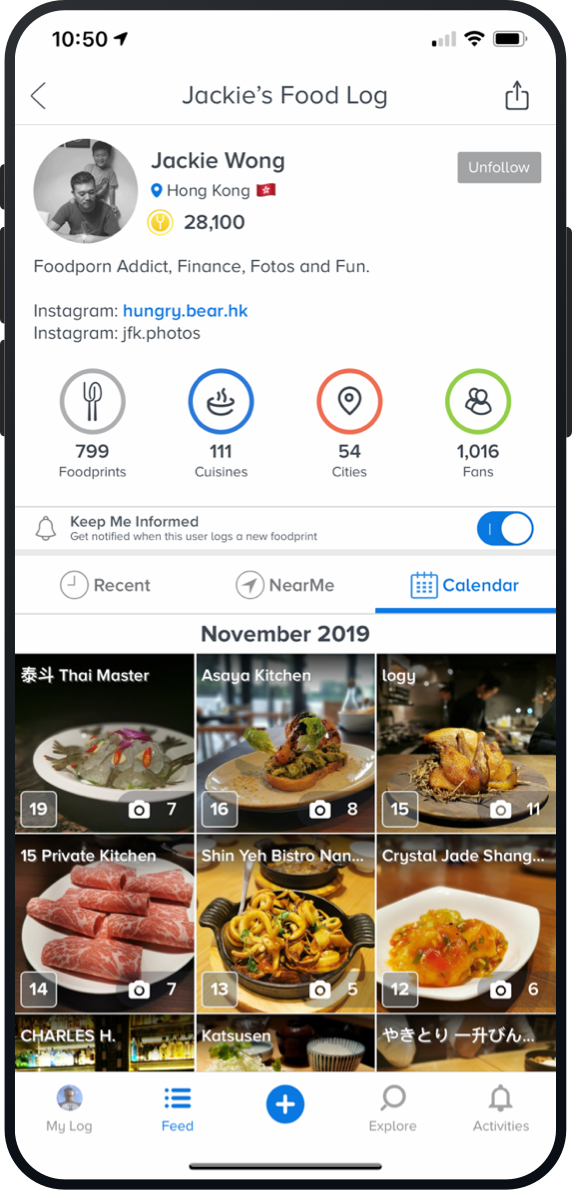 10:50
Jackie's Food Log
Jackie Wong
Unfollow
Hong Kong
28,100
Foodporn Addict, Finance, Fotos and Fun.
Instagram: hungry.bear.hk
Instagram: jfk.photos
799
111
54
1,016
Foodprints
Cuisines
Cities
Fans
Keep Me Informed
Get notified when this user logs a new foodprint
Recent
NearMe
Calendar
November 2019
泰斗 Thai Master
Asaya Kitchen
logy
19
7
16
8
15
11
15 Private Kitchen
Shin Yeh Bistro Nan...
Crystal Jade Shang...
14
7
13
5
12
6
CHARLES H.
Katsusen
やきとり 一升びん...
My Log
Feed
Explore
Activities